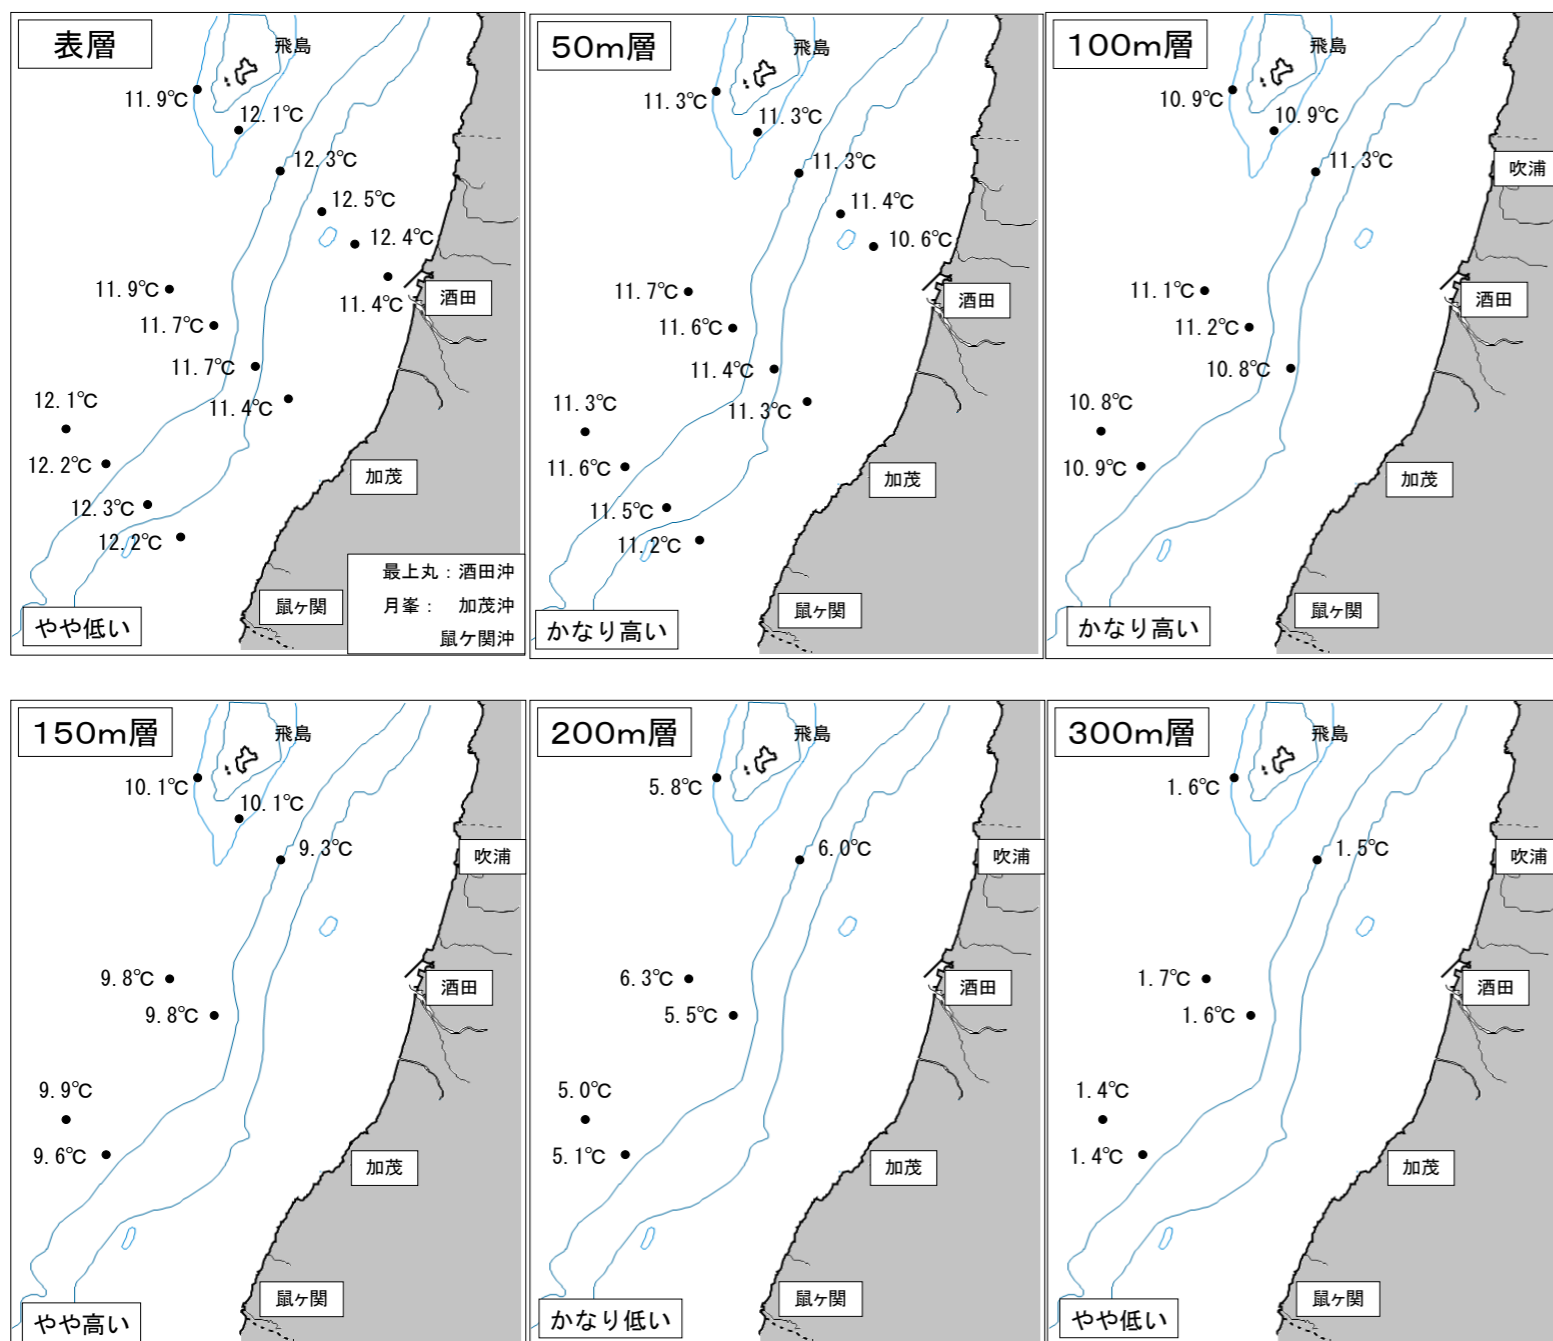 表層
飛島
11.9℃
12.1℃
12.3℃
12.5℃
12.4℃
11.4℃
酒田
11.9℃
11.7℃
11.7℃
11.4℃
12.1℃
12.2℃
12.3℃
12.2℃
加茂
鼠ヶ関
やや低い
最上丸：酒田沖
月峯： 加茂沖
鼠ケ関沖
50m層
飛島
11.3℃
11.3℃
11.3℃
11.4℃
10.6℃
酒田
11.7℃
11.6℃
11.4℃
11.3℃
11.3℃
11.6℃
11.5℃
11.2℃
加茂
鼠ヶ関
かなり高い
100m層
飛島
10.9℃
10.9℃
11.3℃
吹浦
酒田
11.1℃
11.2℃
10.8℃
10.8℃
10.9℃
加茂
鼠ヶ関
かなり高い
150m層
飛島
10.1℃
10.1℃
9.3℃
吹浦
酒田
9.8℃
9.8℃
9.9℃
9.6℃
加茂
鼠ヶ関
やや高い
200m層
飛島
5.8℃
6.0℃
吹浦
酒田
6.3℃
5.5℃
5.0℃
5.1℃
加茂
鼠ヶ関
かなり低い
300m層
飛島
1.6℃
1.5℃
吹浦
酒田
1.7℃
1.6℃
1.4℃
1.4℃
加茂
鼠ヶ関
やや低い